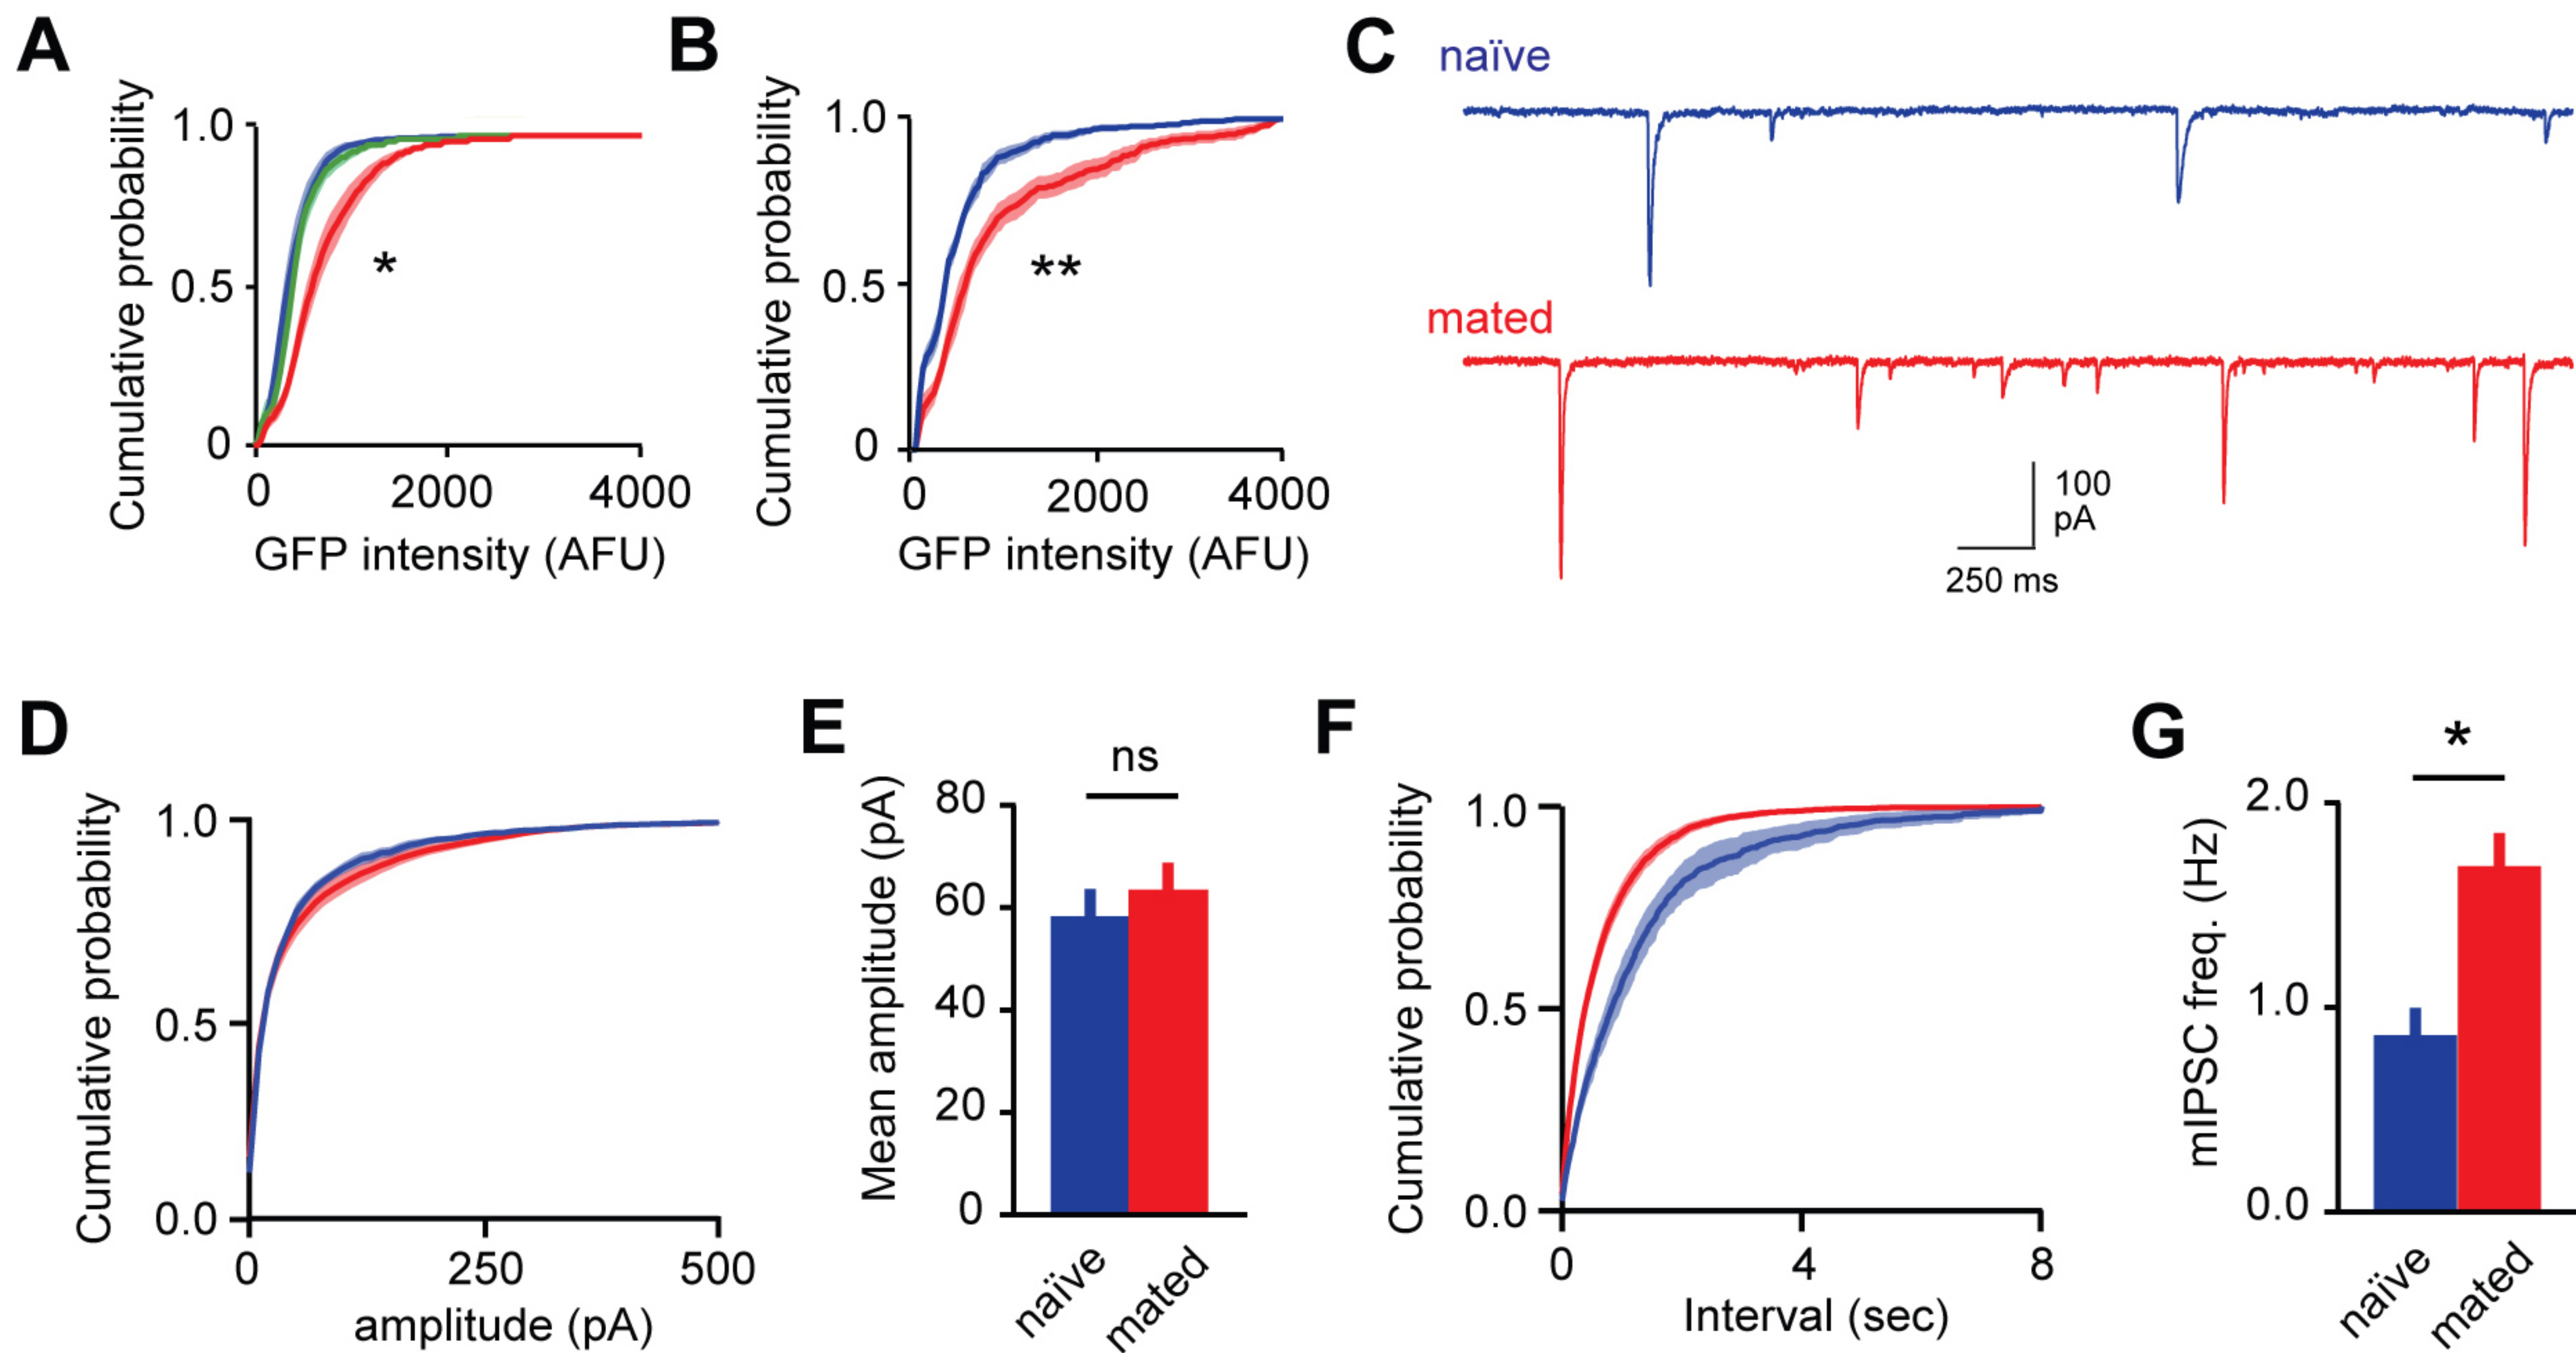 A
Cumulative probability
1.0
0.5
0
0
2000
4000
GFP intensity (AFU)
*
B
Cumulative probability
1.0
0.5
0
0
2000
4000
GFP intensity (AFU)
**
C
naïve
mated
100
pA
250 ms
D
Cumulative probability
1.0
0.5
0.0
0
250
500
amplitude (pA)
E
ns
Mean amplitude (pA)
80
60
40
20
0
naïve
mated
F
Cumulative probability
1.0
0.5
0.0
0
4
8
Interval (sec)
G
*
mIPSC freq. (Hz)
2.0
1.0
0.0
naïve
mated